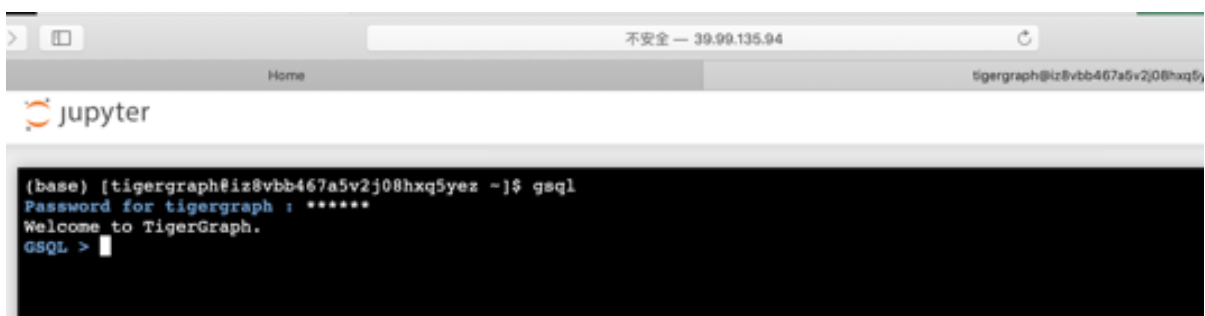 不安全 — 39.99.135.94
Home
tigergraph@iz8vbb467a5v2j08hxq5y
jupyter
(base) [tigergraph@iz8vbb467a5v2j08hxq5yez ~]$ gsql
Password for tigergraph : ******
Welcome to TigerGraph.
GSQL >